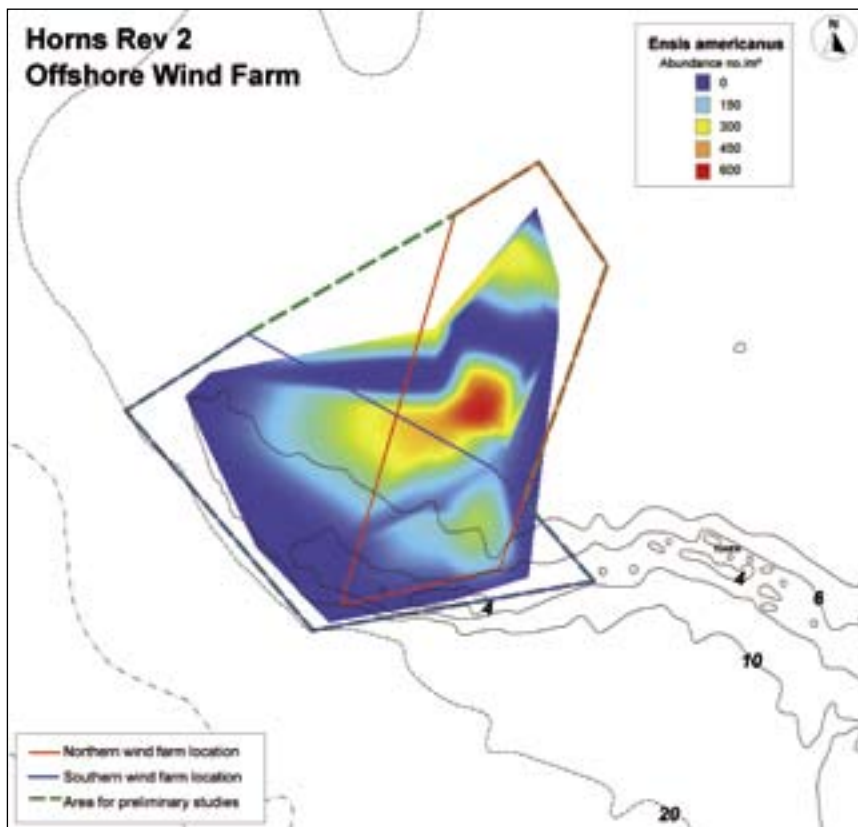 Horns Rev 2
Offshore Wind Farm
N
Ensis americanus
Abundance no./m²
0
150
300
450
600
4
6
4
10
20
Northern wind farm location
Southern wind farm location
Area for preliminary studies